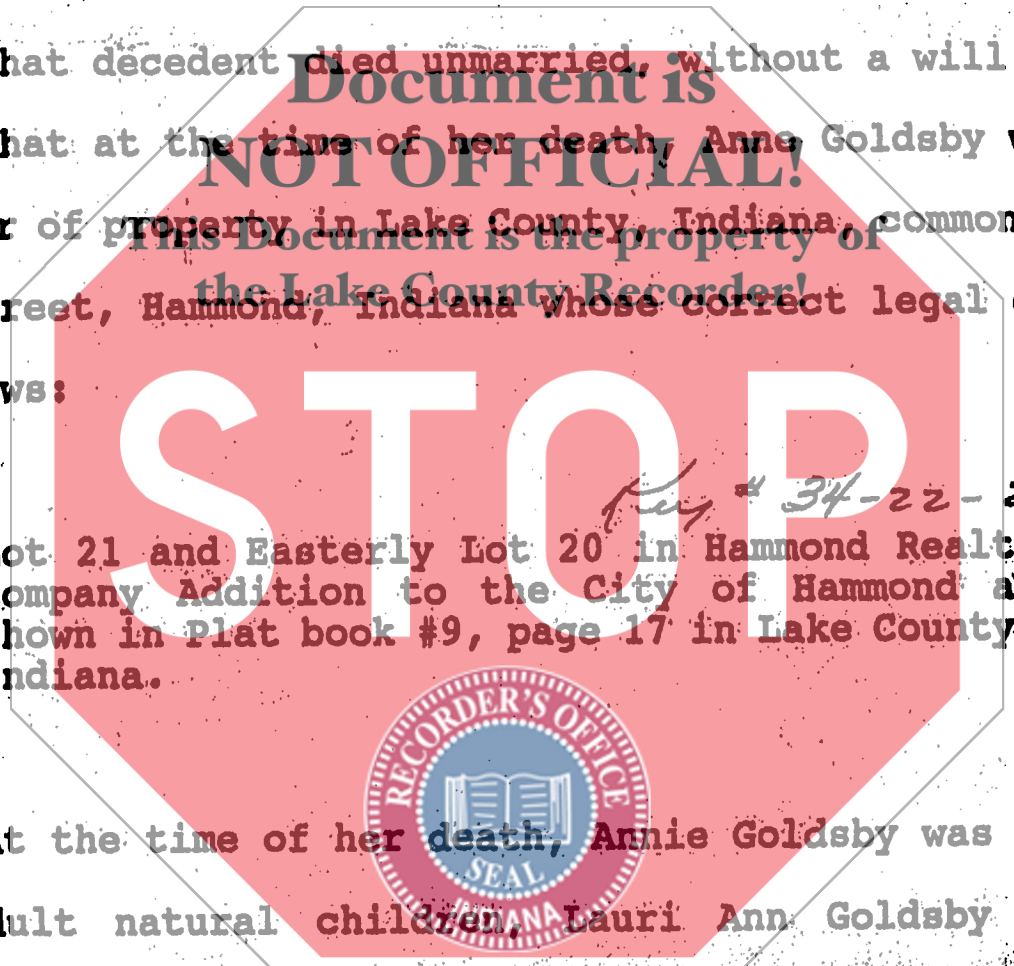 hat decedent died unmarried, without a will
Document is
hat at the time of her death, Anne Goldsby w
NOT OFFICIAL!
r of property in Lake County, Indiana, common
This Document is the property of
the Lake County Recorder!
reet, Hammond, Indiana whose correct legal
ws:
STOP
Key # 34-22-2
ot 21 and Easterly Lot 20 in Hammond Realt
ompany Addition to the City of Hammond a
hown in Plat book #9, page 17 in Lake County
ndiana.
RECORDER'S OFFICE
SEAL
INDIANA
t the time of her death, Annie Goldsby was
ult natural children, Lauri Ann Goldsby